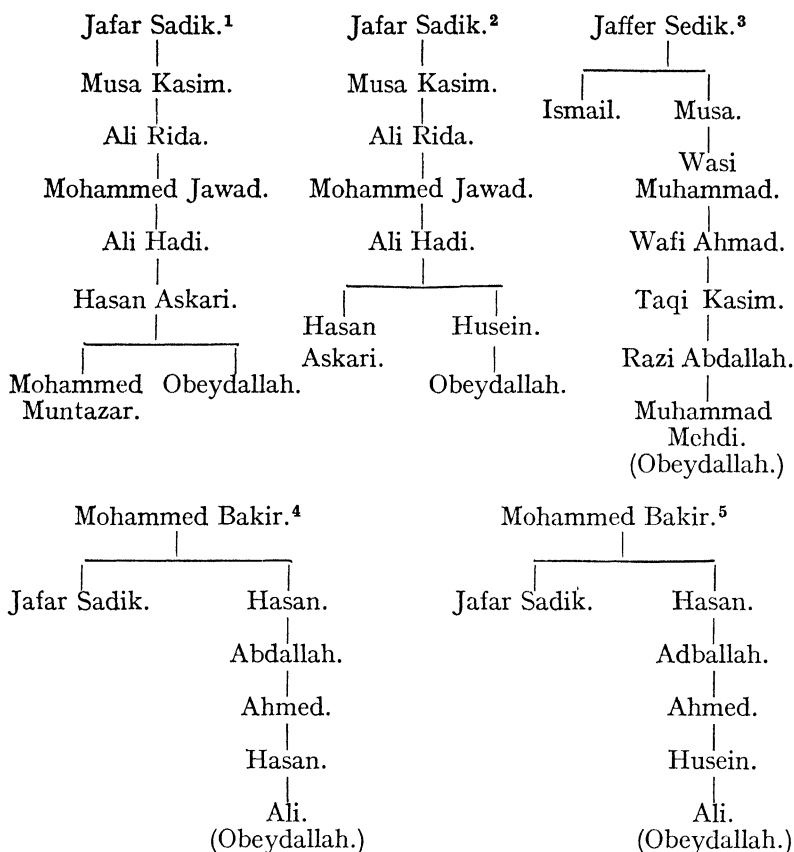 Jafar Sadik.¹ Jafar Sadik.² Jaffer Sedik.³
Musa Kasim. Musa Kasim. Ismail. Musa.
Ali Rida. Ali Rida. Wasi
Mohammed Jawad. Mohammed Jawad. Muhammad.
Ali Hadi. Ali Hadi. Wafi Ahmad.
Hasan Askari. Hasan Husein. Taqi Kasim.
Askari. Razi Abdallah.
Mohammed Obeydallah. Obeydallah. Muhammad
Muntazar. Mehdi.
(Obeydallah.)
Mohammed Bakir.⁴ Mohammed Bakir.⁵
Jafar Sadik. Hasan. Jafar Sadik. Hasan.
Abdallah. Adballah.
Ahmed. Ahmed.
Hasan. Husein.
Ali. Ali.
(Obeydallah.) (Obeydallah.)